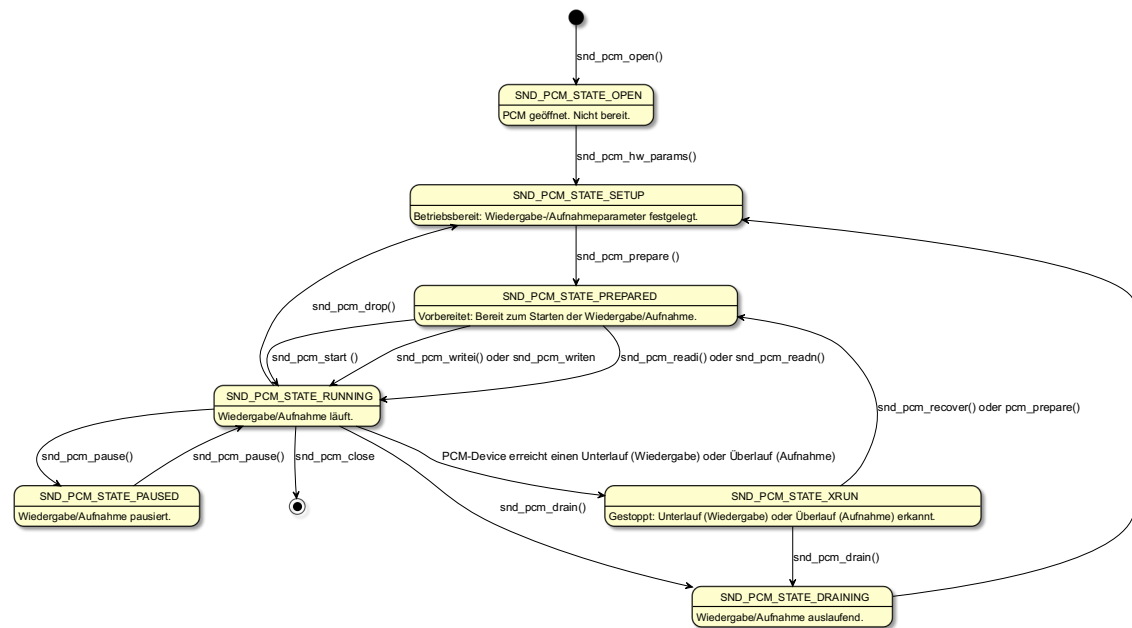 snd_pcm_open()
SND_PCM_STATE_OPEN
PCM geöffnet. Nicht bereit.
snd_pcm_hw_params()
SND_PCM_STATE_SETUP
Betriebsbereit: Wiedergabe-/Aufnahmeparameter festgelegt.
snd_pcm_prepare ()
SND_PCM_STATE_PREPARED
Vorbereitet: Bereit zum Starten der Wiedergabe/Aufnahme.
snd_pcm_drop()
snd_pcm_start ()
snd_pcm_writei() oder snd_pcm_writen
snd_pcm_readi() oder snd_pcm_readn()
SND_PCM_STATE_RUNNING
Wiedergabe/Aufnahme läuft.
snd_pcm_recover() oder pcm_prepare()
snd_pcm_pause()
snd_pcm_pause()
snd_pcm_close
PCM-Device erreicht einen Unterlauf (Wiedergabe) oder Überlauf (Aufnahme)
SND_PCM_STATE_PAUSED
Wiedergabe/Aufnahme pausiert.
snd_pcm_drain()
SND_PCM_STATE_XRUN
Gestoppt: Unterlauf (Wiedergabe) oder Überlauf (Aufnahme) erkannt.
snd_pcm_drain()
SND_PCM_STATE_DRAINING
Wiedergabe/Aufnahme auslaufend.